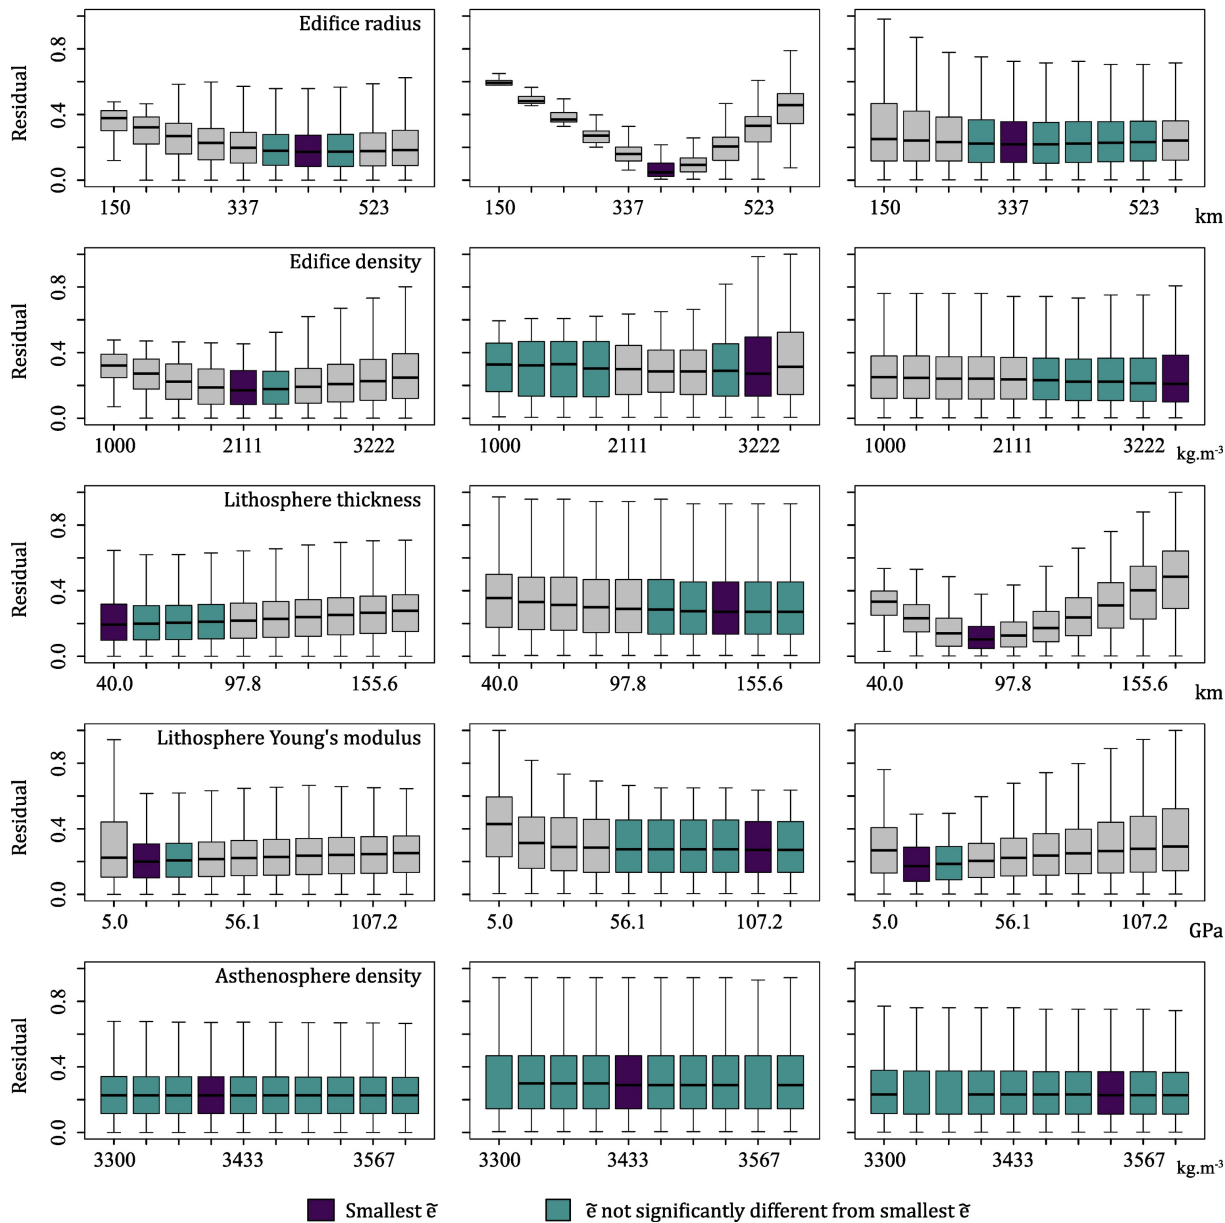 Edifice radius
Residual
0.0 0.4 0.8
150 337 523
150 337 523
150 337 523
km
Edifice density
Residual
0.0 0.4 0.8
1000 2111 3222
1000 2111 3222
1000 2111 3222
kg.m⁻³
Lithosphere thickness
Residual
0.0 0.4 0.8
40.0 97.8 155.6
40.0 97.8 155.6
40.0 97.8 155.6
km
Lithosphere Young's modulus
Residual
0.0 0.4 0.8
5.0 56.1 107.2
5.0 56.1 107.2
5.0 56.1 107.2
GPa
Asthenosphere density
Residual
0.0 0.4 0.8
3300 3433 3567
3300 3433 3567
3300 3433 3567
kg.m⁻³
Smallest ẽ
ẽ not significantly different from smallest ẽ